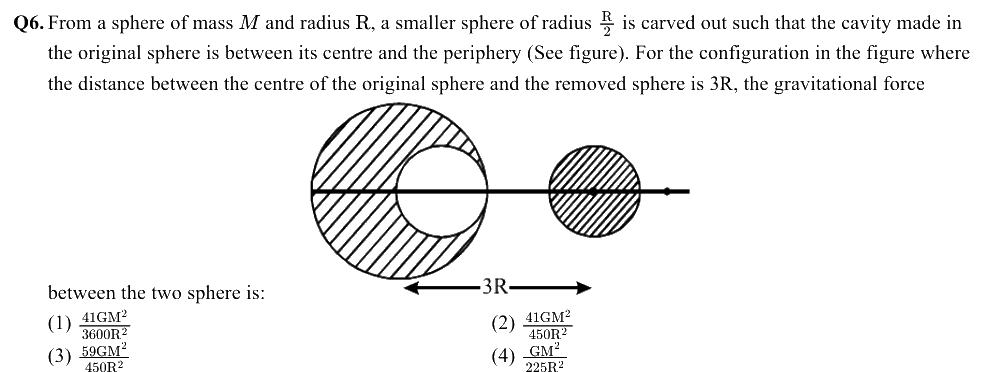 Q6. From a sphere of mass M and radius R, a smaller sphere of radius R/2 is carved out such that the cavity made in
the original sphere is between its centre and the periphery (See figure). For the configuration in the figure where
the distance between the centre of the original sphere and the removed sphere is 3R, the gravitational force
3R
between the two sphere is:
(1) 41GM²/3600R² (2) 41GM²/450R²
(3) 59GM²/450R² (4) GM²/225R²